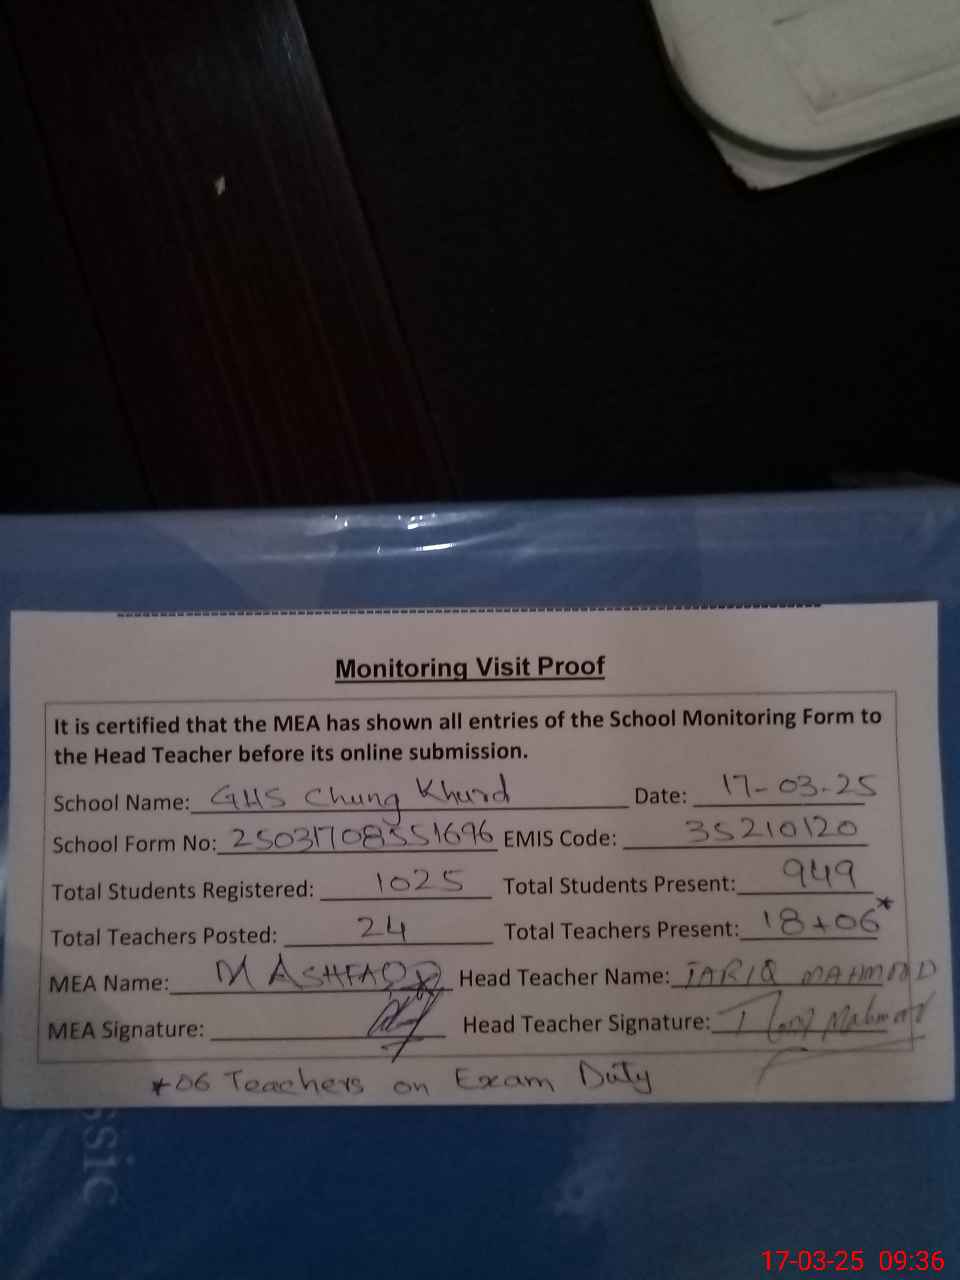 Monitoring Visit Proof
It is certified that the MEA has shown all entries of the School Monitoring Form to
the Head Teacher before its online submission.
School Name: GHS Chung Khurd Date: 17-03-25
School Form No: 25031708551696 EMIS Code: 35210120
Total Students Registered: 1025 Total Students Present: 949
Total Teachers Posted: 24 Total Teachers Present: 18+06*
MEA Name: M ASHFAQ Head Teacher Name: TARIQ MAHMOOD
MEA Signature: Head Teacher Signature: Mahmood
*06 Teachers on Exam Duty
ssic
17-03-25 09:36